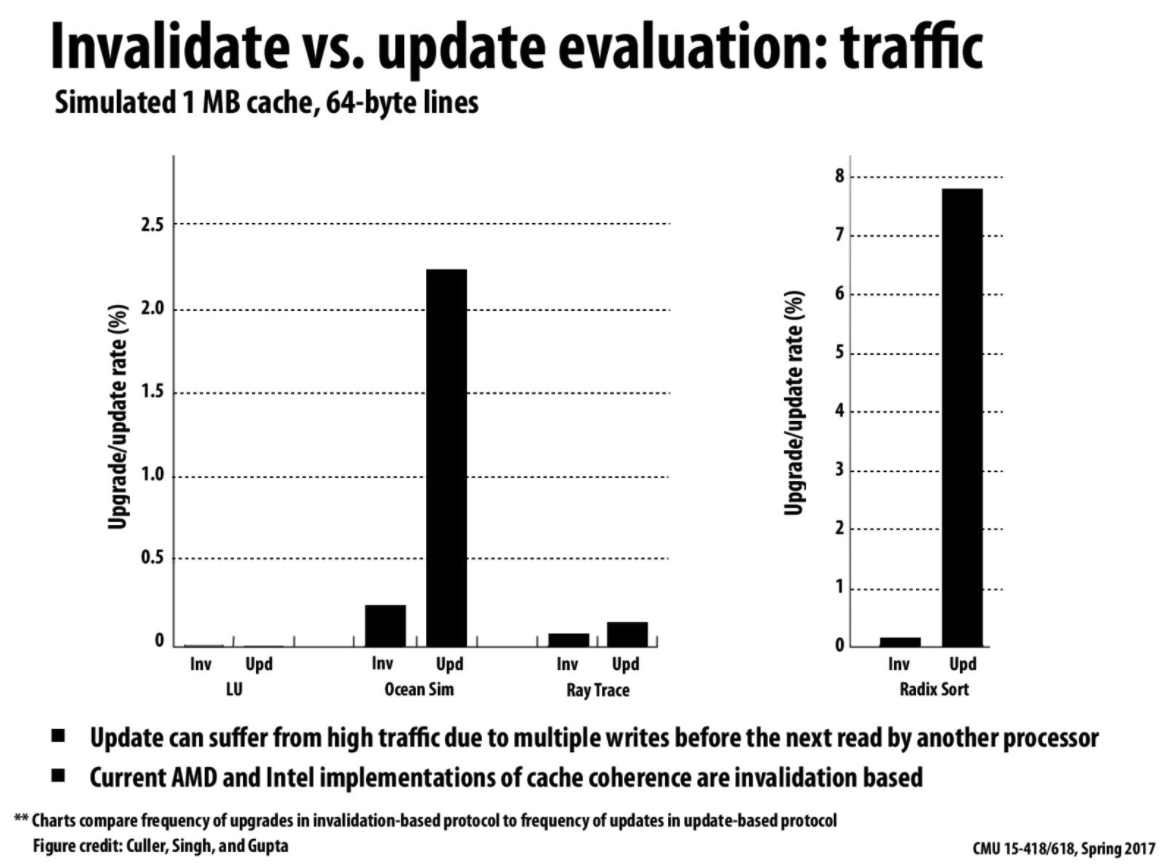 Invalidate vs. update evaluation: traffic
Simulated 1 MB cache, 64-byte lines
Upgrade/update rate (%)
2.5
2.0
1.5
1.0
0.5
0
Inv Upd Inv Upd Inv Upd
LU Ocean Sim Ray Trace
Upgrade/update rate (%)
8
7
6
5
4
3
2
1
0
Inv Upd
Radix Sort
■ Update can suffer from high traffic due to multiple writes before the next read by another processor
■ Current AMD and Intel implementations of cache coherence are invalidation based
** Charts compare frequency of upgrades in invalidation-based protocol to frequency of updates in update-based protocol
Figure credit: Culler, Singh, and Gupta
CMU 15-418/618, Spring 2017